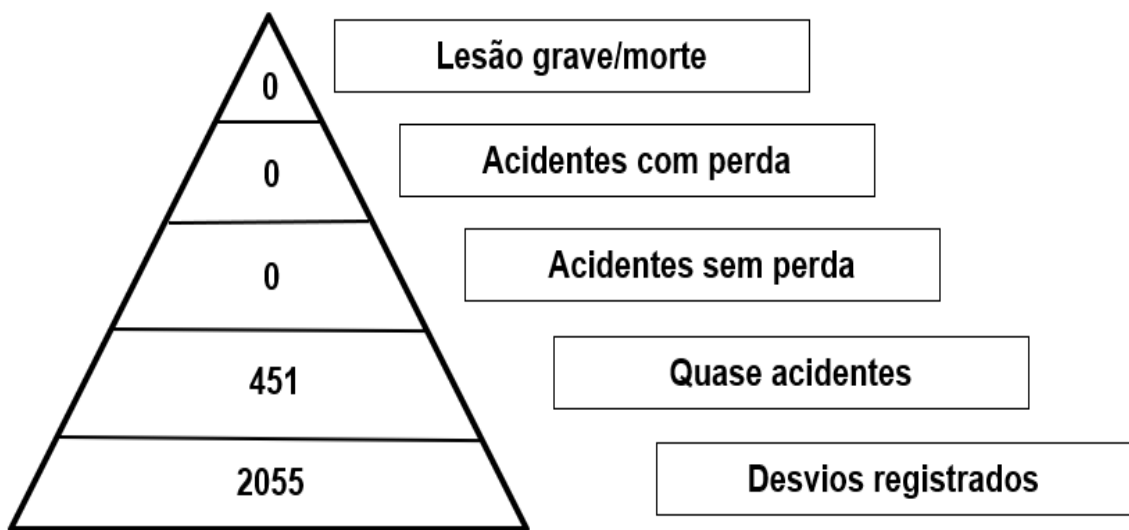 0
Lesão grave/morte
0
Acidentes com perda
0
Acidentes sem perda
451
Quase acidentes
2055
Desvios registrados